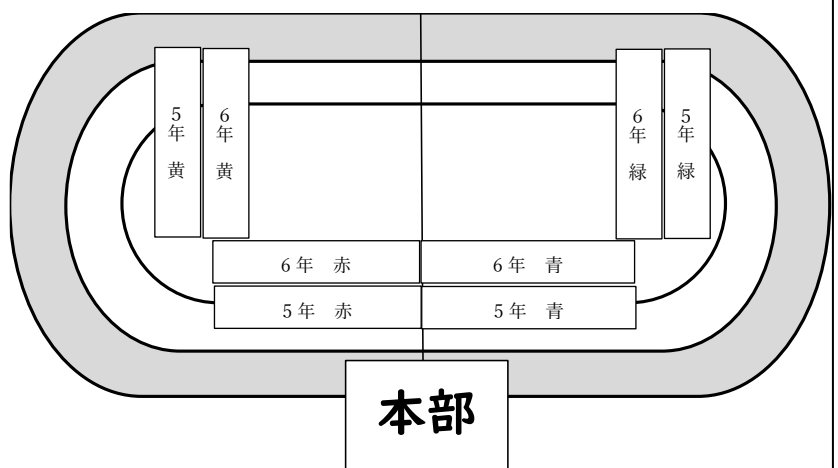 5年 黄
6年 黄
6年 緑
5年 緑
6年 赤
6年 青
5年 赤
5年 青
本部